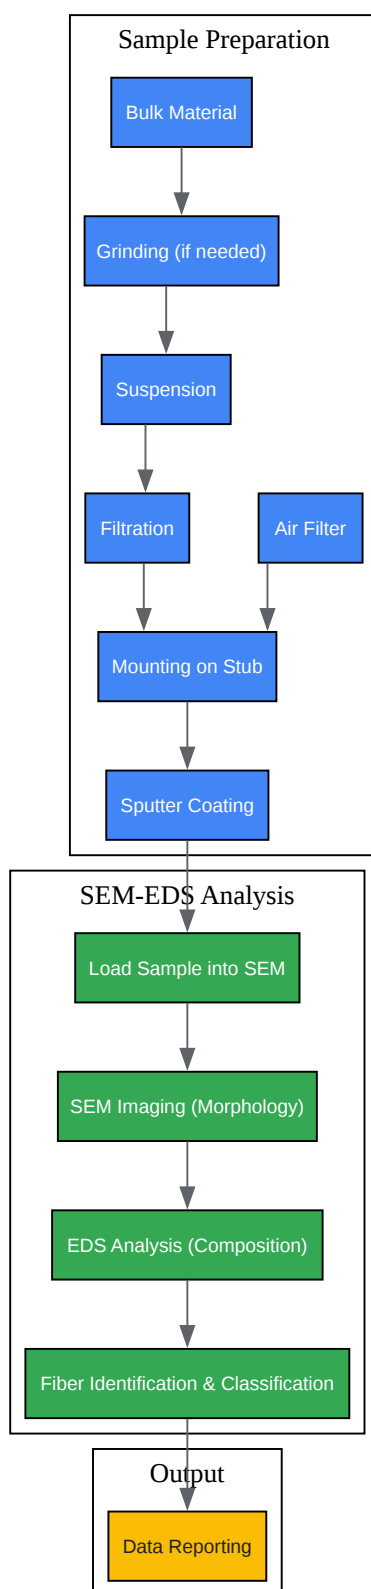 Sample Preparation
Bulk Material
Grinding (if needed)
Suspension
Filtration
Air Filter
Mounting on Stub
Sputter Coating
SEM-EDS Analysis
Load Sample into SEM
SEM Imaging (Morphology)
EDS Analysis (Composition)
Fiber Identification & Classification
Output
Data Reporting